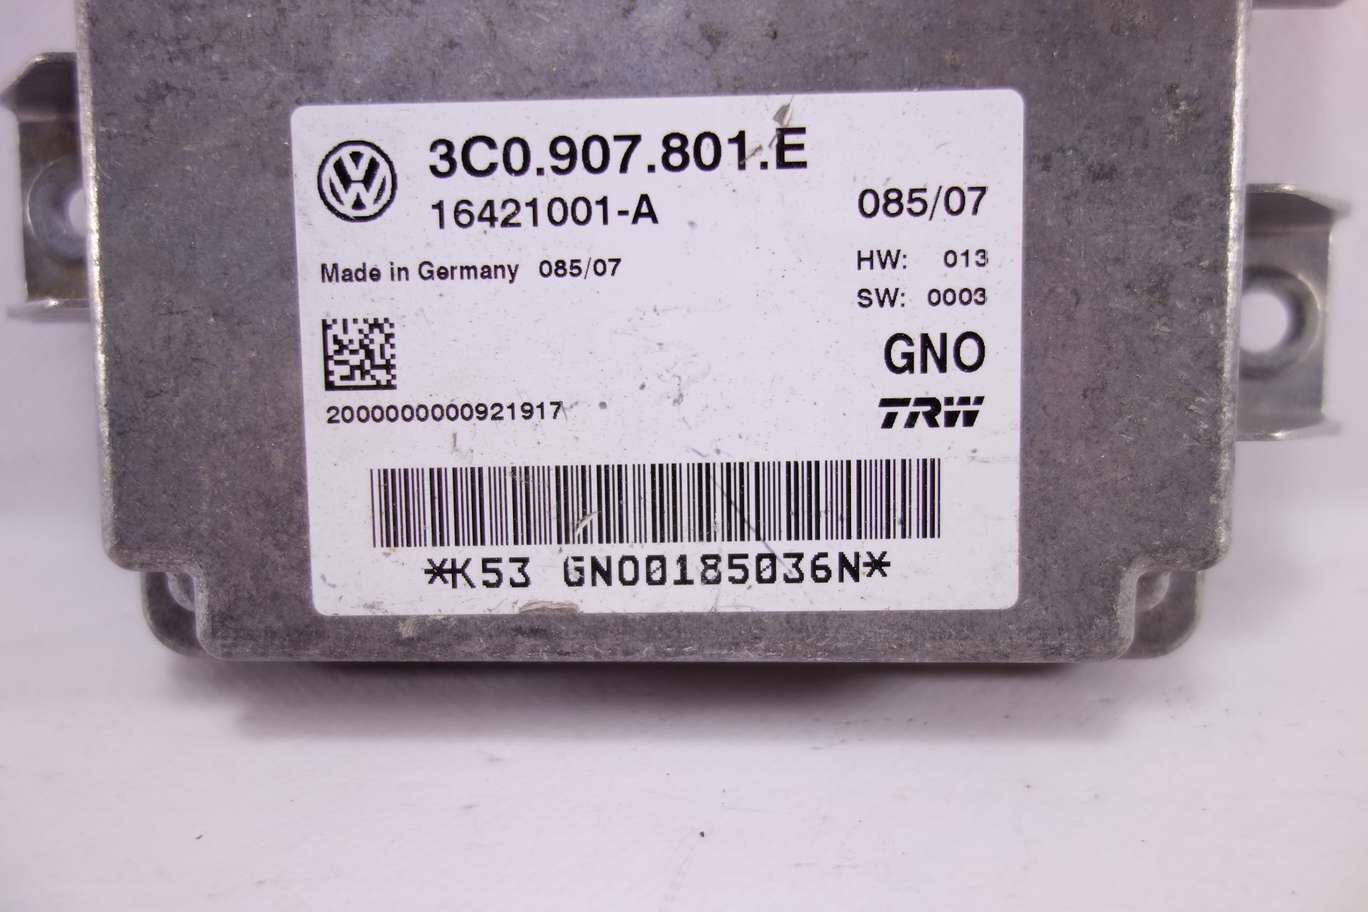 3C0.907.801.E
16421001-A
085/07
Made in Germany 085/07
HW: 013
SW: 0003
GNO
TRW
2000000000921917
*K53 GNO0185036N*